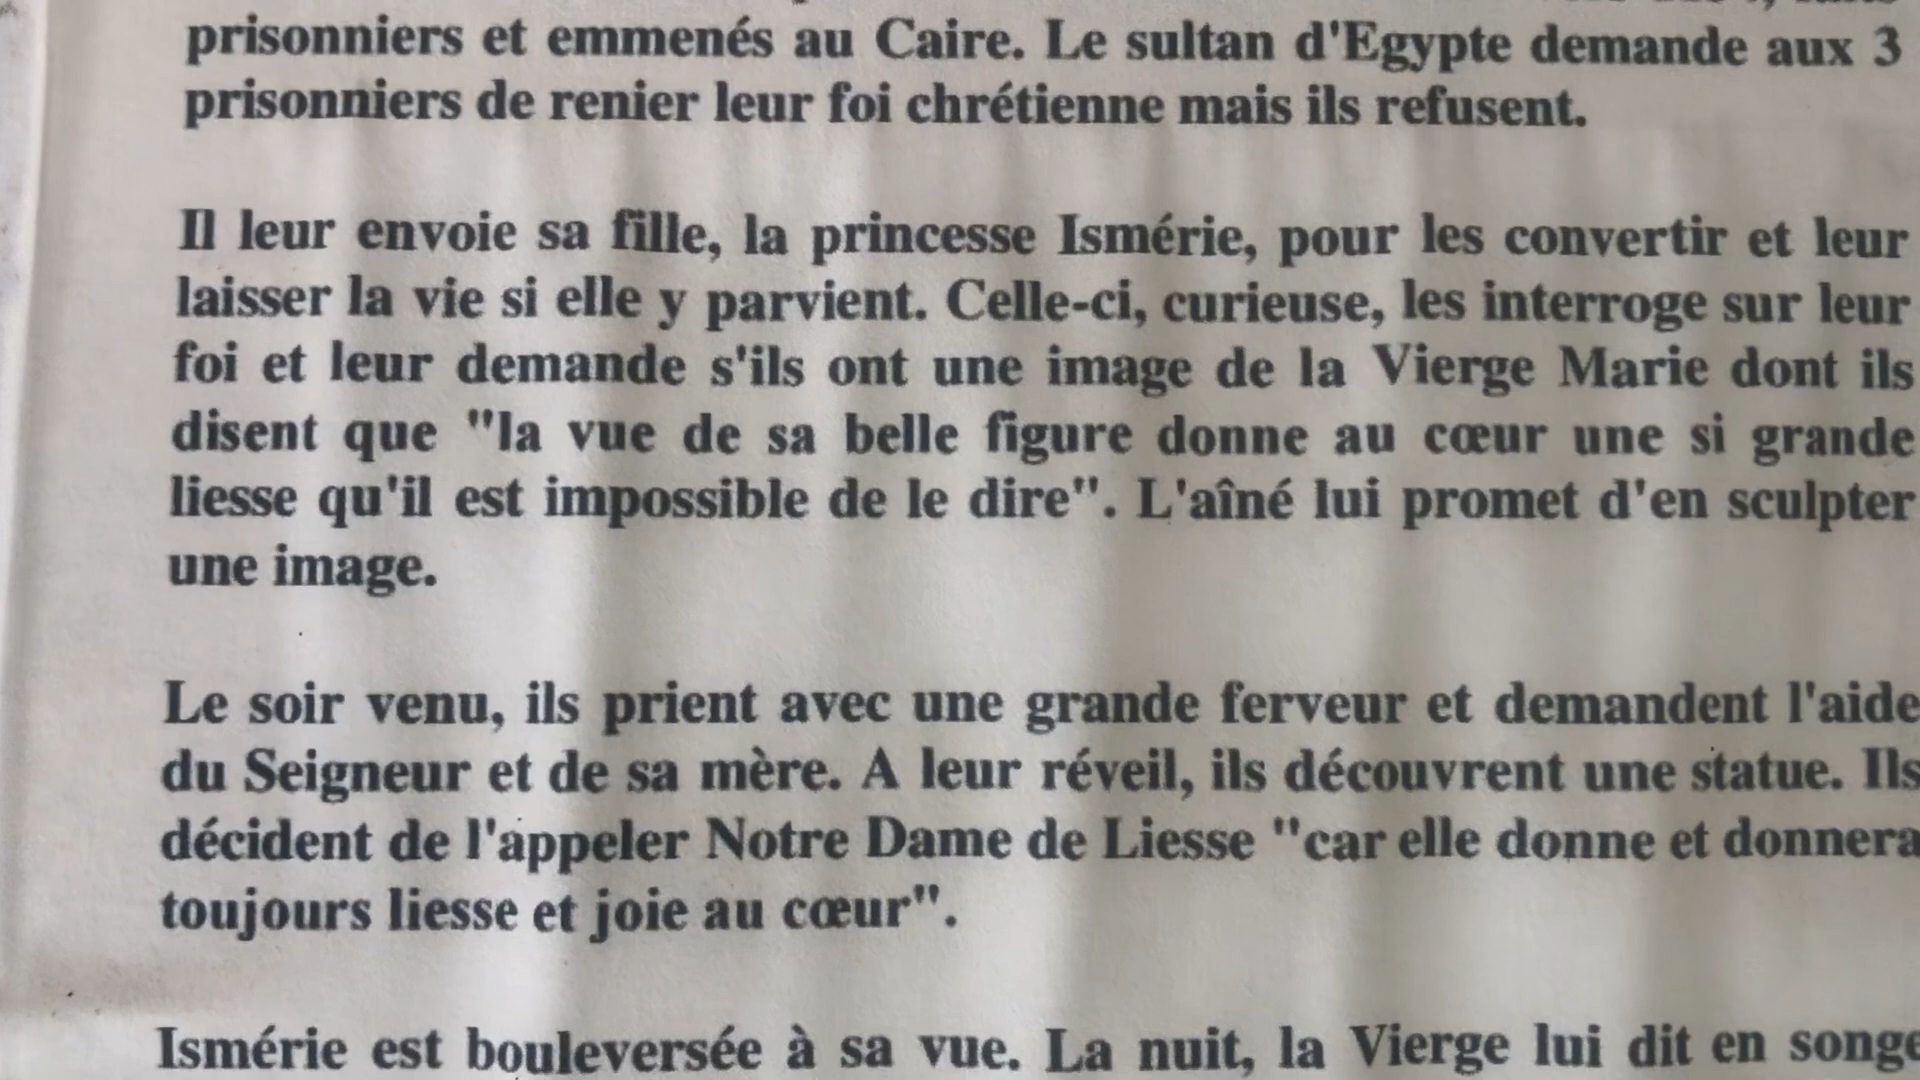 prisonniers et emmenés au Caire. Le sultan d'Egypte demande aux 3
prisonniers de renier leur foi chrétienne mais ils refusent.
Il leur envoie sa fille, la princesse Ismérie, pour les convertir et leur
laisser la vie si elle y parvient. Celle-ci, curieuse, les interroge sur leur
foi et leur demande s'ils ont une image de la Vierge Marie dont ils
disent que "la vue de sa belle figure donne au cœur une si grande
liesse qu'il est impossible de le dire". L'aîné lui promet d'en sculpter
une image.
Le soir venu, ils prient avec une grande ferveur et demandent l'aide
du Seigneur et de sa mère. A leur réveil, ils découvrent une statue. Ils
décident de l'appeler Notre Dame de Liesse "car elle donne et donnera
toujours liesse et joie au cœur".
Ismérie est bouleversée à sa vue. La nuit, la Vierge lui dit en songe